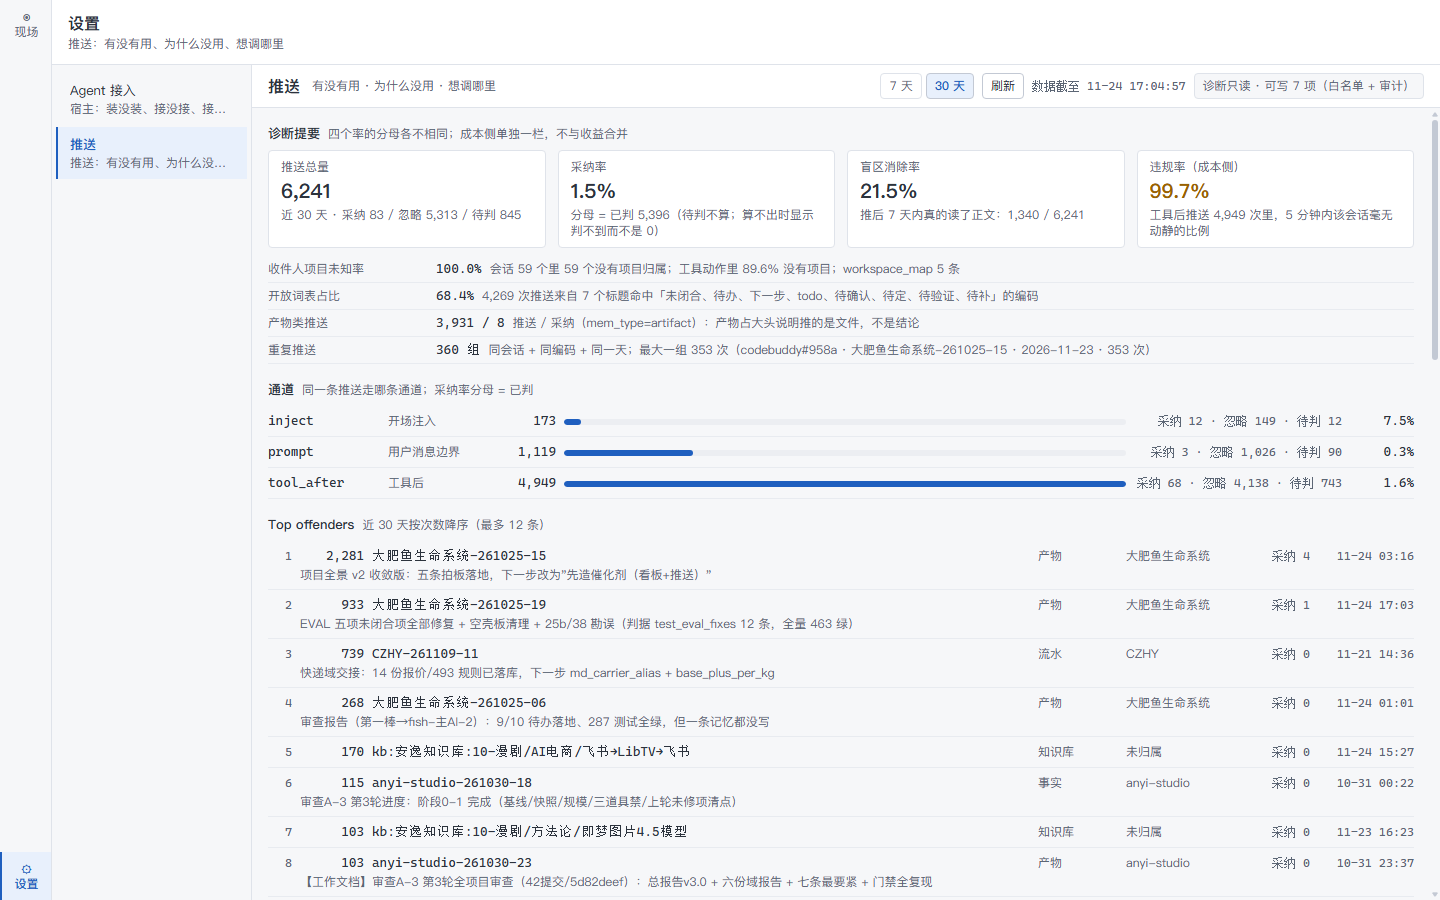 现场
设置
推送：有没有用、为什么没用、想调哪里
Agent 接入
宿主：装没装、接没接、接…
推送
推送：有没有用、为什么没…
设置
推送 有没有用 · 为什么没用 · 想调哪里 7 天 30 天 刷新 数据截至 11-24 17:04:57 诊断只读 · 可写 7 项（白名单 + 审计）
诊断提要 四个率的分母各不相同；成本侧单独一栏，不与收益合并
推送总量
6,241
近 30 天 · 采纳 83 / 忽略 5,313 / 待判 845
采纳率
1.5%
分母 = 已判 5,396（待判不算；算不出时显示
判不到而不是 0）
盲区消除率
21.5%
推后 7 天内真的读了正文：1,340 / 6,241
违规率（成本侧）
99.7%
工具后推送 4,949 次里，5 分钟内该会话毫无
动静的比例
收件人项目未知率 100.0% 会话 59 个里 59 个没有项目归属；工具动作里 89.6% 没有项目；workspace_map 5 条
开放词表占比 68.4% 4,269 次推送来自 7 个标题命中「未闭合、待办、下一步、todo、待确认、待定、待验证、待补」的编码
产物类推送 3,931 / 8 推送 / 采纳（mem_type=artifact）：产物占大头说明推的是文件，不是结论
重复推送 360 组 同会话 + 同编码 + 同一天；最大一组 353 次（codebuddy#958a · 大肥鱼生命系统-261025-15 · 2026-11-23 · 353 次）
通道 同一条推送走哪条通道；采纳率分母 = 已判
inject 开场注入 173 采纳 12 · 忽略 149 · 待判 12 7.5%
prompt 用户消息边界 1,119 采纳 3 · 忽略 1,026 · 待判 90 0.3%
tool_after 工具后 4,949 采纳 68 · 忽略 4,138 · 待判 743 1.6%
Top offenders 近 30 天按次数降序（最多 12 条）
1 2,281 大肥鱼生命系统-261025-15 产物 大肥鱼生命系统 采纳 4 11-24 03:16
项目全景 v2 收敛版：五条拍板落地，下一步改为”先造催化剂（看板+推送）”
2 933 大肥鱼生命系统-261025-19 产物 大肥鱼生命系统 采纳 1 11-24 17:03
EVAL 五项未闭合项全部修复 + 空壳板清理 + 25b/38 勘误（判据 test_eval_fixes 12 条，全量 463 绿）
3 739 CZHY-261109-11 流水 CZHY 采纳 0 11-21 14:36
快递域交接：14 份报价/493 规则已落库，下一步 md_carrier_alias + base_plus_per_kg
4 268 大肥鱼生命系统-261025-06 产物 大肥鱼生命系统 采纳 0 11-24 01:01
审查报告（第一棒→fish-主AI-2）：9/10 待办落地、287 测试全绿，但一条记忆都没写
5 170 kb:安逸知识库:10-漫剧/AI电商/飞书→LibTV→飞书 知识库 未归属 采纳 0 11-24 15:27
6 115 anyi-studio-261030-18 事实 anyi-studio 采纳 0 10-31 00:22
审查A-3 第3轮进度：阶段0-1 完成（基线/快照/规模/三道具禁/上轮未修项清点）
7 103 kb:安逸知识库:10-漫剧/方法论/即梦图片4.5模型 知识库 未归属 采纳 0 11-23 16:23
8 103 anyi-studio-261030-23 产物 anyi-studio 采纳 0 10-31 23:37
【工作文档】审查A-3 第3轮全项目审查（42提交/5d82deef）：总报告v3.0 + 六份域报告 + 七条最要紧 + 门禁全复现